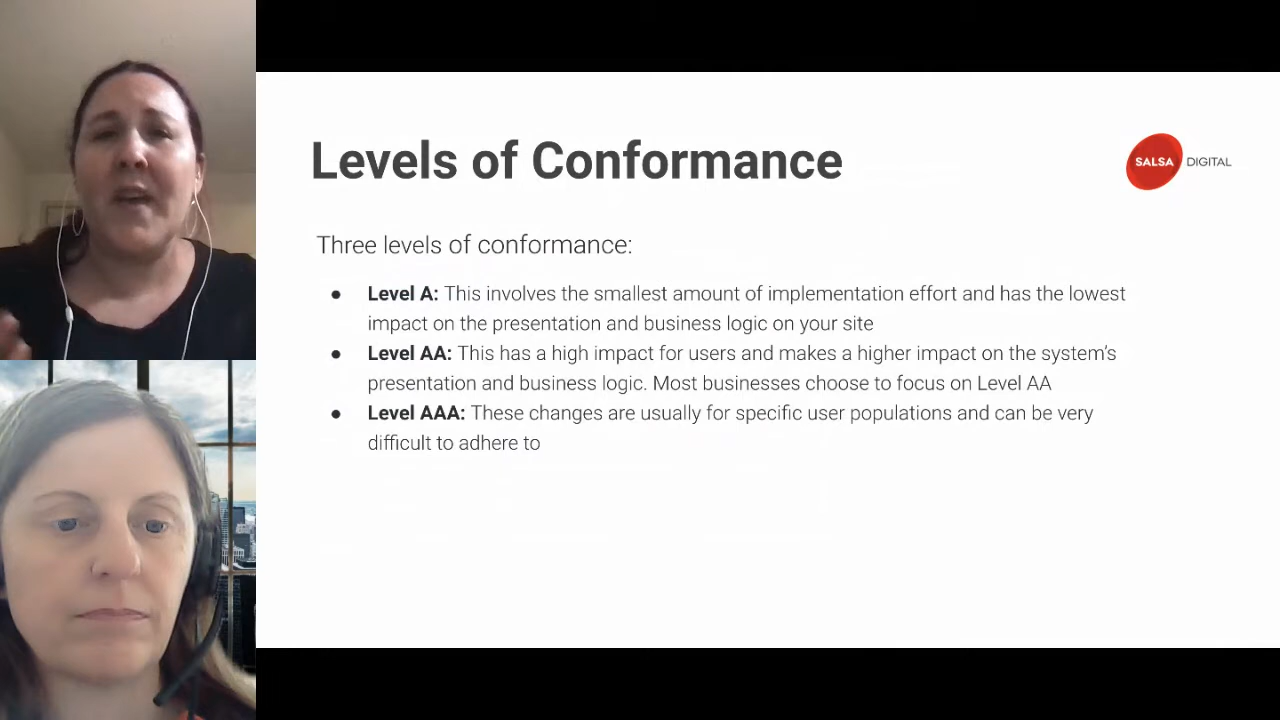 Levels of Conformance
SALSA DIGITAL
Three levels of conformance:
● Level A: This involves the smallest amount of implementation effort and has the lowest
impact on the presentation and business logic on your site
● Level AA: This has a high impact for users and makes a higher impact on the system's
presentation and business logic. Most businesses choose to focus on Level AA
● Level AAA: These changes are usually for specific user populations and can be very
difficult to adhere to